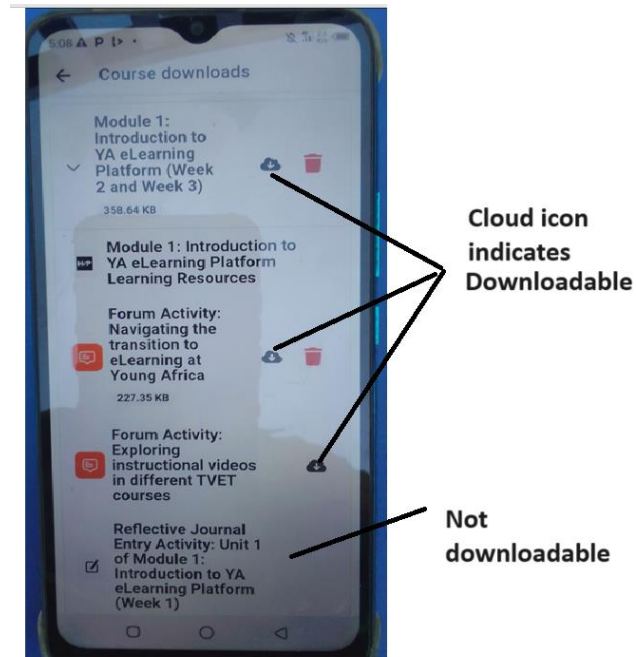 5:08
Course downloads
Module 1:
Introduction to
YA eLearning
Platform (Week
2 and Week 3)
358.64 KB
Module 1: Introduction to
YA eLearning Platform
Learning Resources
Forum Activity:
Navigating the
transition to
eLearning at
Young Africa
227.35 KB
Forum Activity:
Exploring
instructional videos
in different TVET
courses
Reflective Journal
Entry Activity: Unit 1
of Module 1:
Introduction to YA
eLearning Platform
(Week 1)
Cloud icon
indicates
Downloadable
Not
downloadable